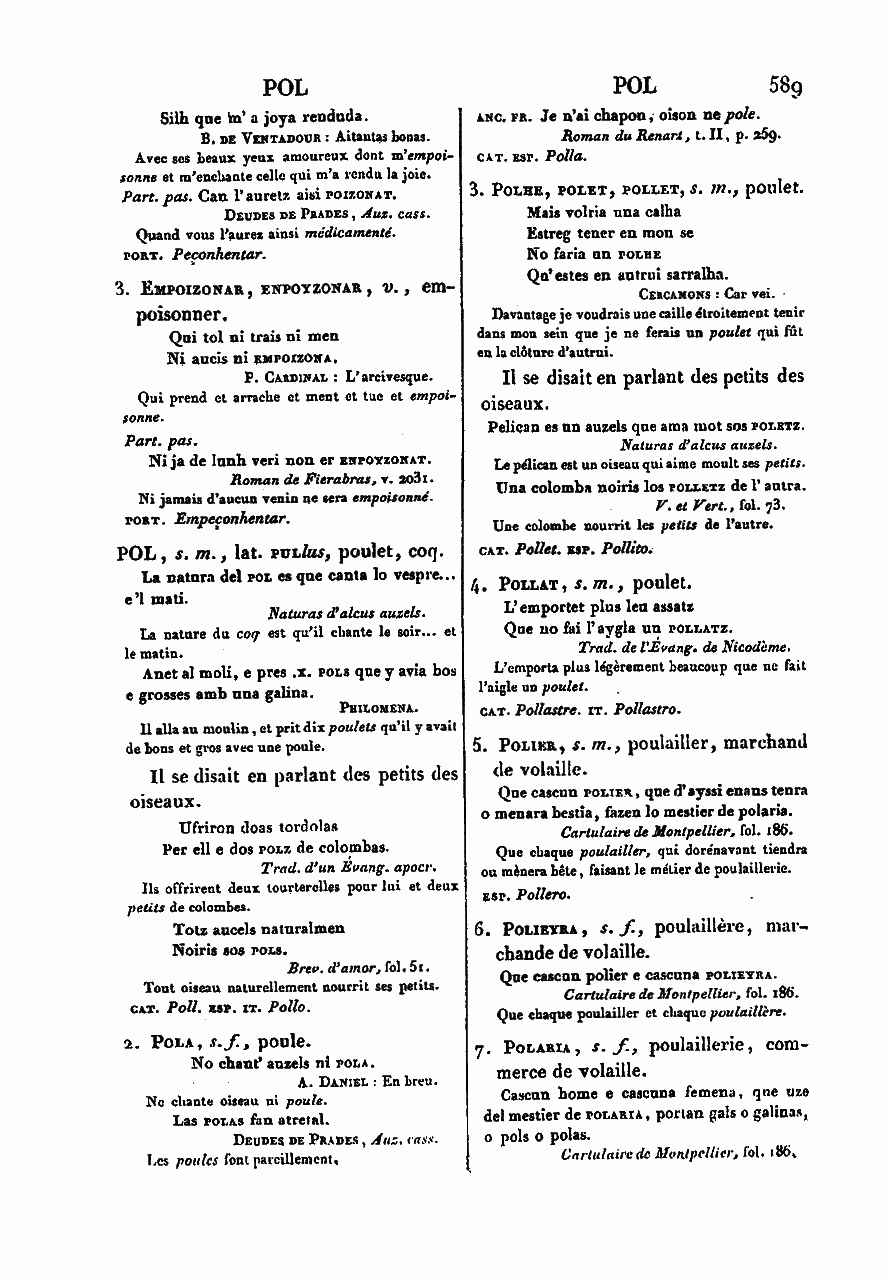 POL
POL 589
Silh que m' a joya renduda.
B. DE VENTADOUR : Aitantas bonas.
Avec ses beaux yeux amoureux dont m'empoi-
sonne et m'enchante celle qui m'a rendu la joie.
Part. pas. Can l'auretz aisi POIZONAT.
DEUDES DE PRADES, Auz. cass.
Quand vous l'aurez ainsi médicamenté.
PORT. Peçonhentar.
3. EMPOIZONAR, ENPOYZONAR, v., em-
poisonner.
Qui tol ni trais ni men
Ni aucis ni EMPOIZONA.
P. CARDINAL : L'arcivesque.
Qui prend et arrache et ment et tue et empoi-
sonne.
Part. pas.
Ni ja de lunh veri non er ENPOYZONAT.
Roman de Fierabras, v. 2031.
Ni jamais d'aucun venin ne sera empoisonné.
PORT. Empeçonhentar.
POL, s. m., lat. PULlus, poulet, coq.
La natura del POL es que canta lo vespre...
e'l mati.
Naturas d'alcus auzels.
La nature du coq est qu'il chante le soir... et
le matin.
Anet al moli, e pres .x. POLS que y avia bos
e grosses amb una galina.
PHILOMENA.
Il alla au moulin, et prit dix poulets qu'il y avait
de bons et gros avec une poule.
Il se disait en parlant des petits des
oiseaux.
Ufriron doas tordolas
Per ell e dos POLZ de colombas.
Trad. d'un Évang. apocr.
Ils offrirent deux tourterelles pour lui et deux
petits de colombes.
Totz aucels naturalmen
Noiris sos POLS.
Brev. d'amor, fol. 51.
Tout oiseau naturellement nourrit ses petits.
CAT. Poll. ESP. IT. Pollo.
2. POLA, s. f., poule.
No chant' auzels ni POLA.
A. DANIEL : En breu.
Ne chante oiseau ni poule.
Las POLAS fan atretal.
DEUDES DE PRADES, Auz. cass.
Les poules font pareillement.
ANC. FR. Je n'ai chapon, oison ne pole.
Roman du Renart, t. II, p. 259.
CAT. ESP. Polla.
3. POLHE, POLET, POLLET, s. m., poulet.
Mais volria una calha
Estreg tener en mon se
No faria un POLHE
Qu'estes en autrui sarralha.
CERCAMONS : Car vei.
Davantage je voudrais une caille étroitement tenir
dans mon sein que je ne ferais un poulet qui fût
en la clôture d'autrui.
Il se disait en parlant des petits des
oiseaux.
Pelican es un auzels que ama mot sos POLETZ.
Naturas d'alcus auzels.
Le pélican est un oiseau qui aime moult ses petits.
Una colomba noiris los POLLETZ de l'autra.
V. et Vert., fol. 73.
Une colombe nourrit les petits de l'autre.
CAT. Pollet. ESP. Pollito.
4. POLLAT, s. m., poulet.
L'emportet plus leu assatz
Que no fai l'aygla un POLLATZ.
Trad. de l'Évang. de Nicodème.
L'emporta plus légèrement beaucoup que ne fait
l'aigle un poulet.
CAT. Pollastre. IT. Pollastro.
5. POLIER, s. m., poulailler, marchand
de volaille.
Que cascun POLIER, que d'ayssi enans tenra
o menara bestia, fazen lo mestier de polaria.
Cartulaire de Montpellier, fol. 186.
Que chaque poulailler, qui dorénavant tiendra
ou mènera bête, faisant le métier de poulaillerie.
ESP. Pollero.
6. POLIEYRA, s. f., poulaillère, mar-
chande de volaille.
Que cascun polier e cascuna POLIEYRA.
Cartulaire de Montpellier, fol. 186.
Que chaque poulailler et chaque poulaillère.
7. POLARIA, s. f., poulaillerie, com-
merce de volaille.
Cascun home e cascuna femena, que uze
del mestier de POLARIA, portan gals o galinas,
o pols o polas.
Cartulaire de Montpellier, fol. 186.